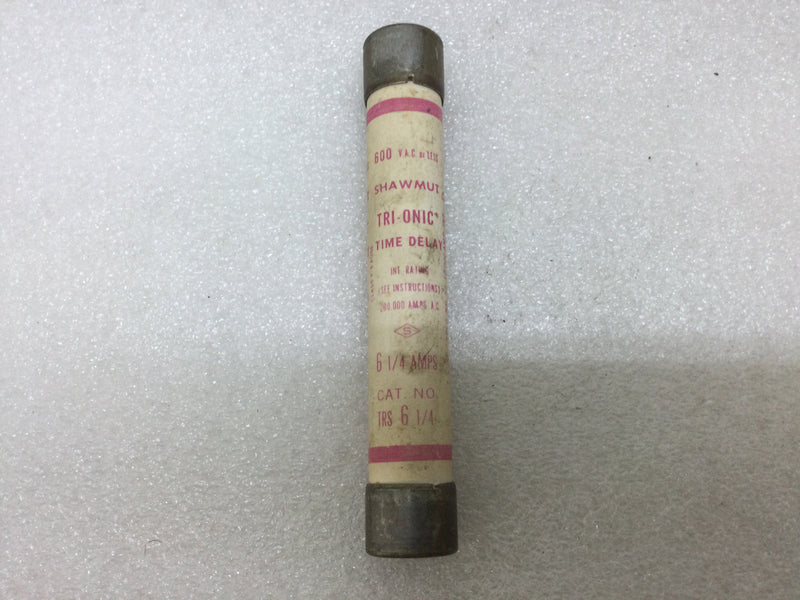 600 V.A.C. OR LESS
SHAWMUT
TRI-ONIC
TIME DELAY
INT. RATING
(SEE INSTRUCTIONS)
200,000 AMPS A.C.
S
6 1/4 AMPS
CAT. NO.
TRS 6 1/4